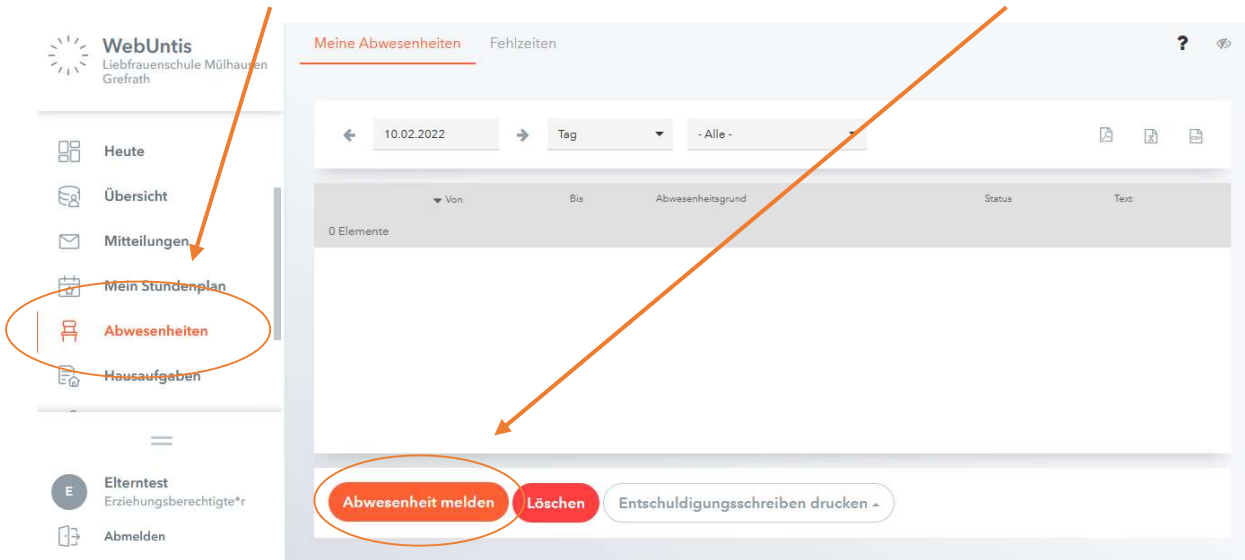 WebUntis
Liebfrauenschule Mülhausen
Grefrath
Heute
Übersicht
Mitteilungen
Mein Stundenplan
Abwesenheiten
Hausaufgaben
E
Elterntest
Erziehungsberechtigte*r
Abmelden
Meine Abwesenheiten Fehlzeiten ?
10.02.2022 Tag - Alle -
Von Bis Abwesenheitsgrund Status Text
0 Elemente
Abwesenheit melden Löschen Entschuldigungsschreiben drucken